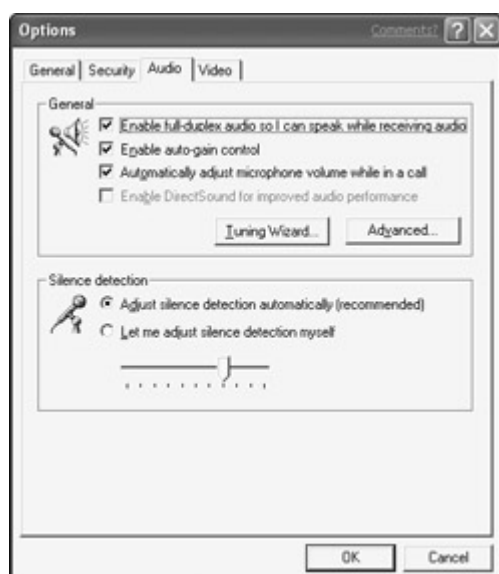 Options Comments? ? X
General Security Audio Video
General
Enable full-duplex audio so I can speak while receiving audio
Enable auto-gain control
Automatically adjust microphone volume while in a call
Enable DirectSound for improved audio performance
Tuning Wizard... Advanced...
Silence detection
Adjust silence detection automatically (recommended)
Let me adjust silence detection myself
OK Cancel